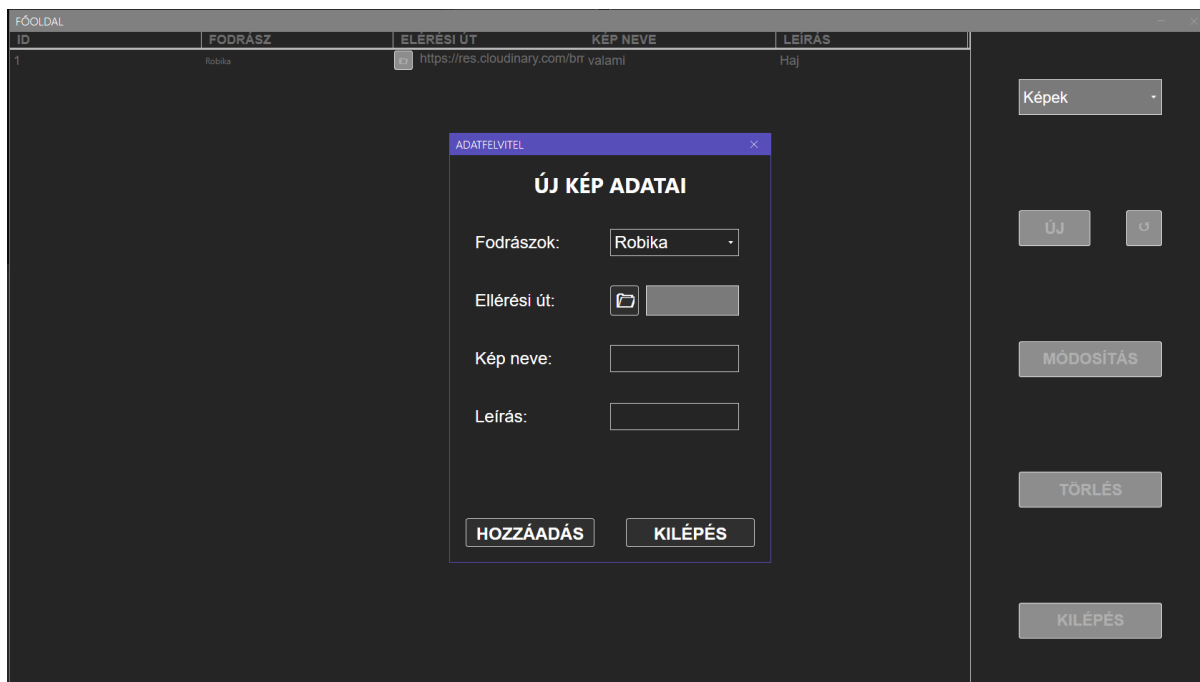 FŐOLDAL
ID FODRÁSZ ELÉRÉSI ÚT KÉP NEVE LEÍRÁS
1 Robika https://res.cloudinary.com/brr valami Haj
Képek
ADATFELVITEL
ÚJ KÉP ADATAI
Fodrászok: Robika
ÚJ ↺
Ellérési út:
Kép neve:
MÓDOSÍTÁS
Leírás:
TÖRLÉS
HOZZÁADÁS KILÉPÉS
KILÉPÉS